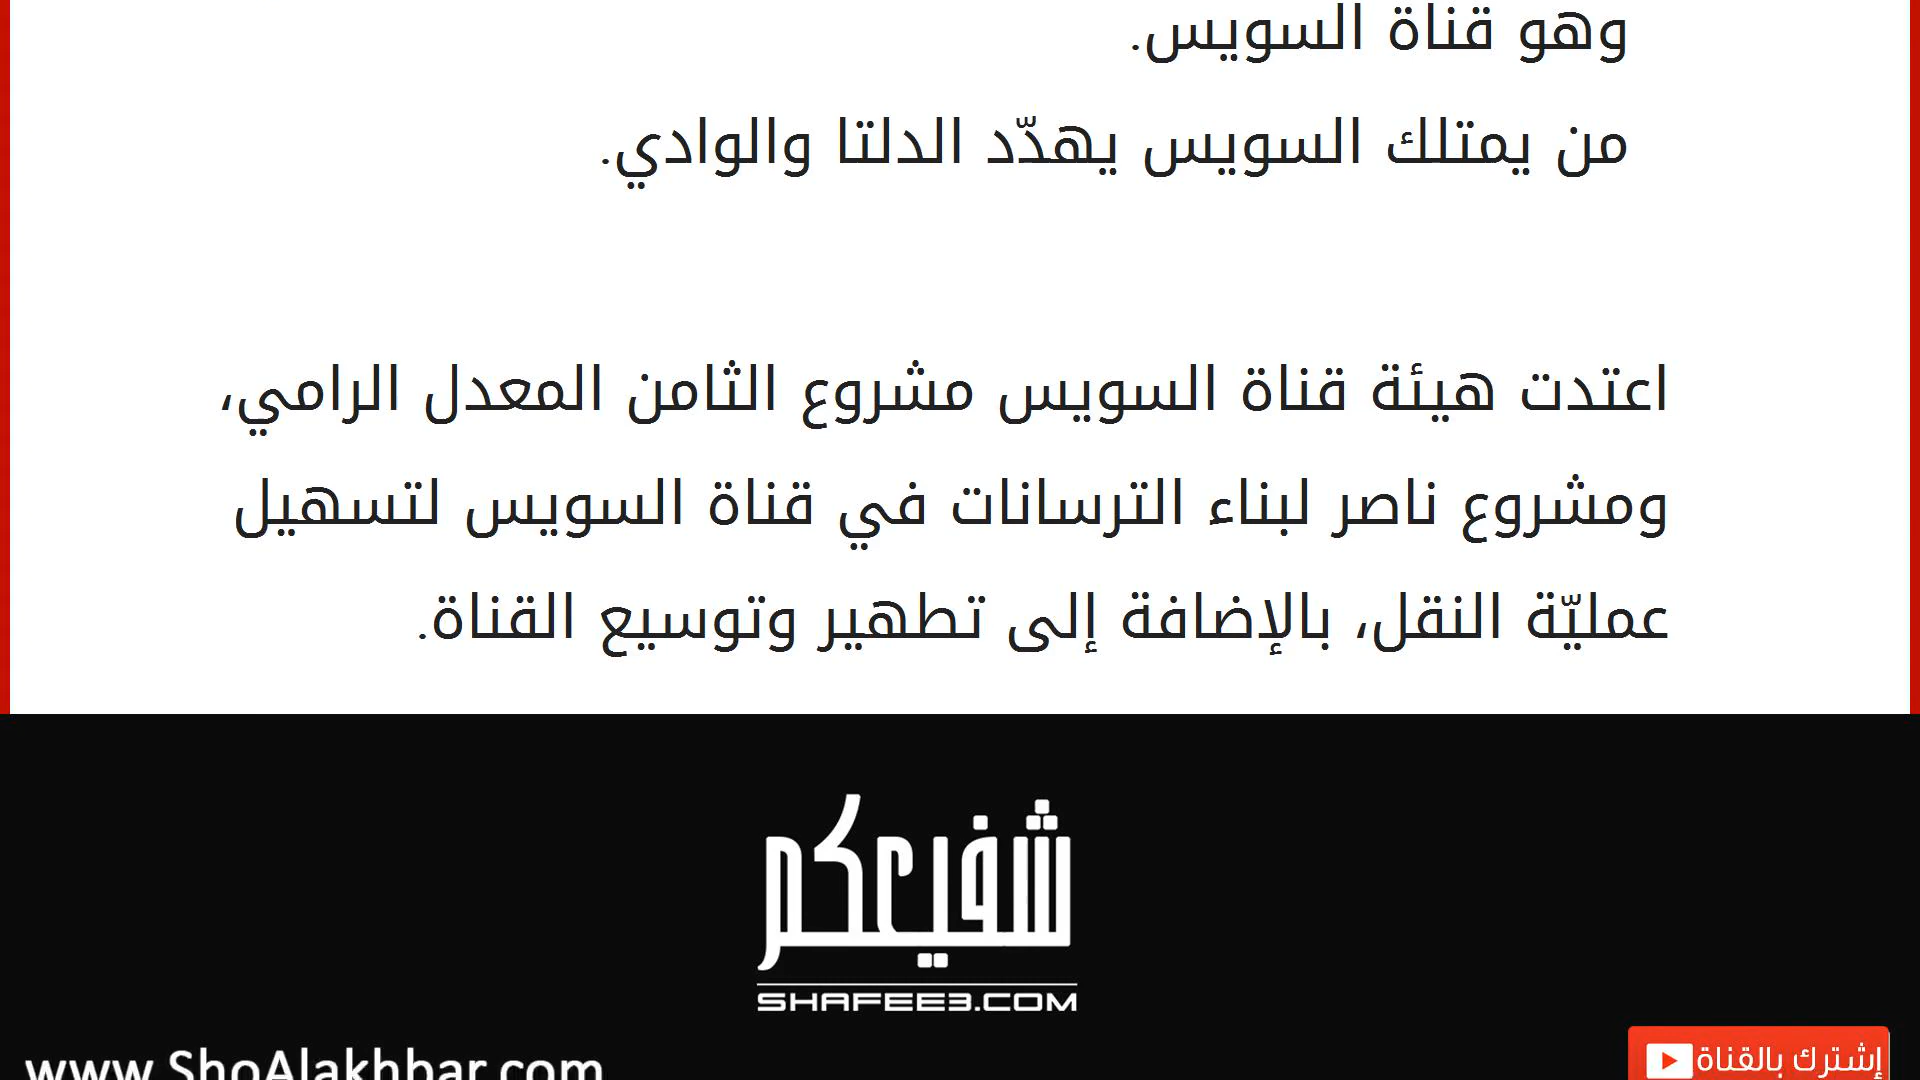 وهو قناة السويس.
من يمتلك السويس يهدّد الدلتا والوادي.
اعتدت هيئة قناة السويس مشروع الثامن المعدل الرامي،
ومشروع ناصر لبناء الترسانات في قناة السويس لتسهيل
عمليّة النقل، بالإضافة إلى تطهير وتوسيع القناة.
شفيعكم
SHAFEE3.COM
www.ShoAlakhbar.com
إشترك بالقناة